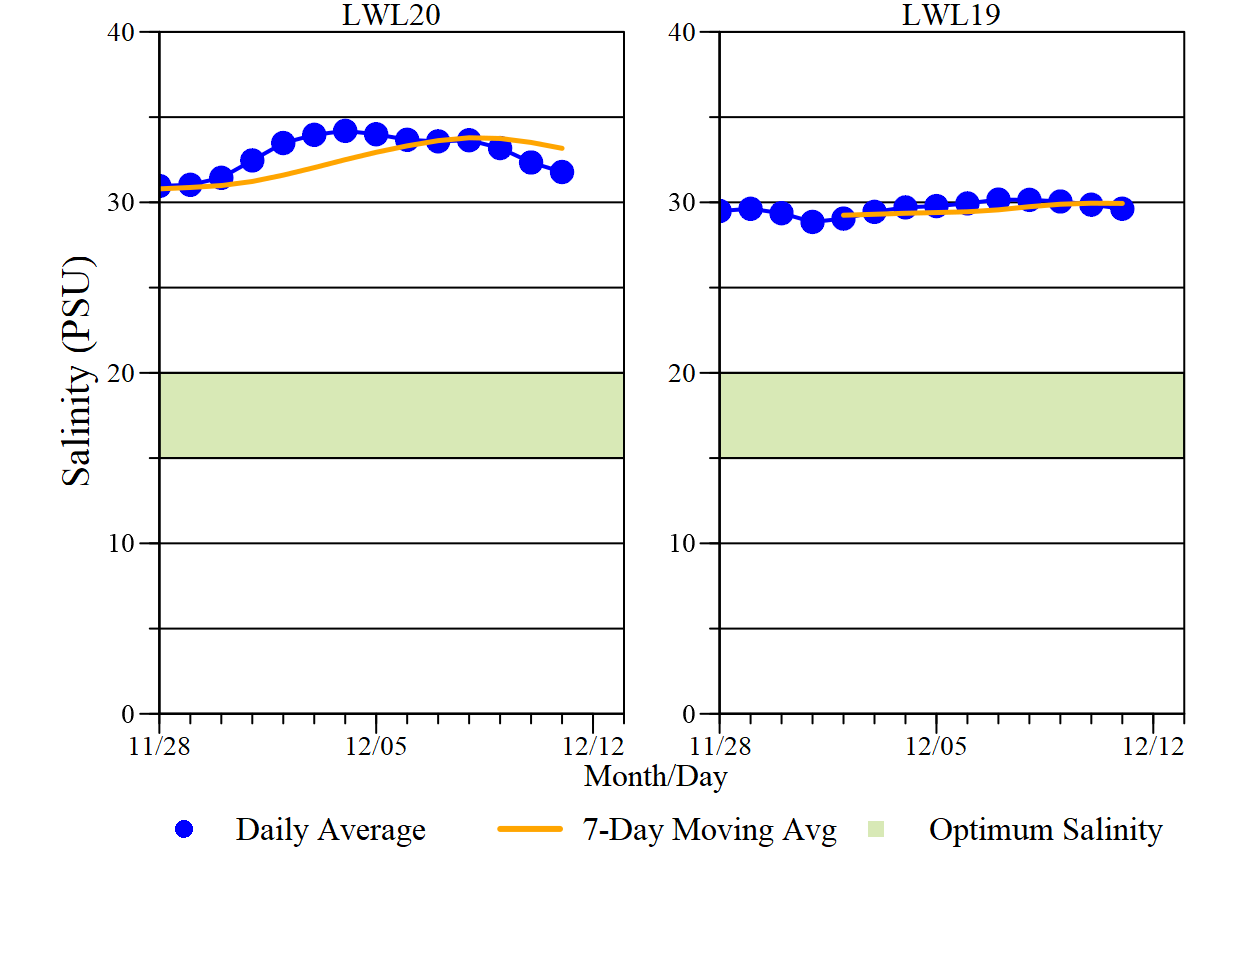 LWL20
LWL19
40
30
20
10
0
40
30
20
10
0
Salinity (PSU)
11/28
12/05
12/12
11/28
12/05
12/12
Month/Day
Daily Average
7-Day Moving Avg
Optimum Salinity